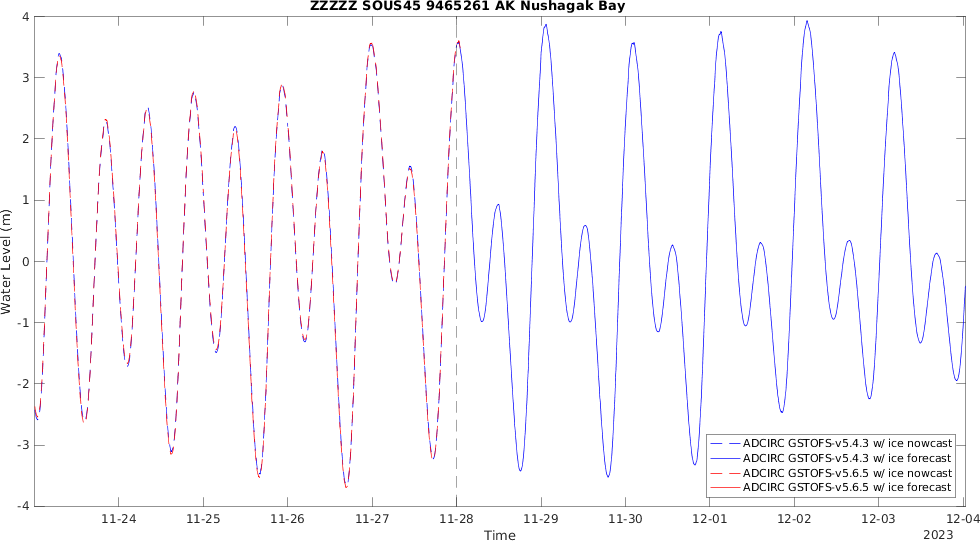 ZZZZZ SOUS45 9465261 AK Nushagak Bay
4
3
2
1
0
-1
-2
-3
-4
Water Level (m)
ADCIRC GSTOFS-v5.4.3 w/ ice nowcast
ADCIRC GSTOFS-v5.4.3 w/ ice forecast
ADCIRC GSTOFS-v5.6.5 w/ ice nowcast
ADCIRC GSTOFS-v5.6.5 w/ ice forecast
11-24 11-25 11-26 11-27 11-28 11-29 11-30 12-01 12-02 12-03 12-04
Time
2023